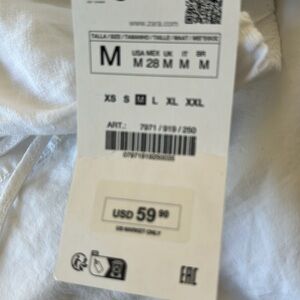 www.zara.com
TALLA / SIZE / TAMANHO / TAILLE / MAAT /
M
USA MEX UK IT BR
M 28 M M M
XS S M L XL XXL
ART.: 7971 / 919 / 250
USD 59 90
US MARKET ONLY
EAC